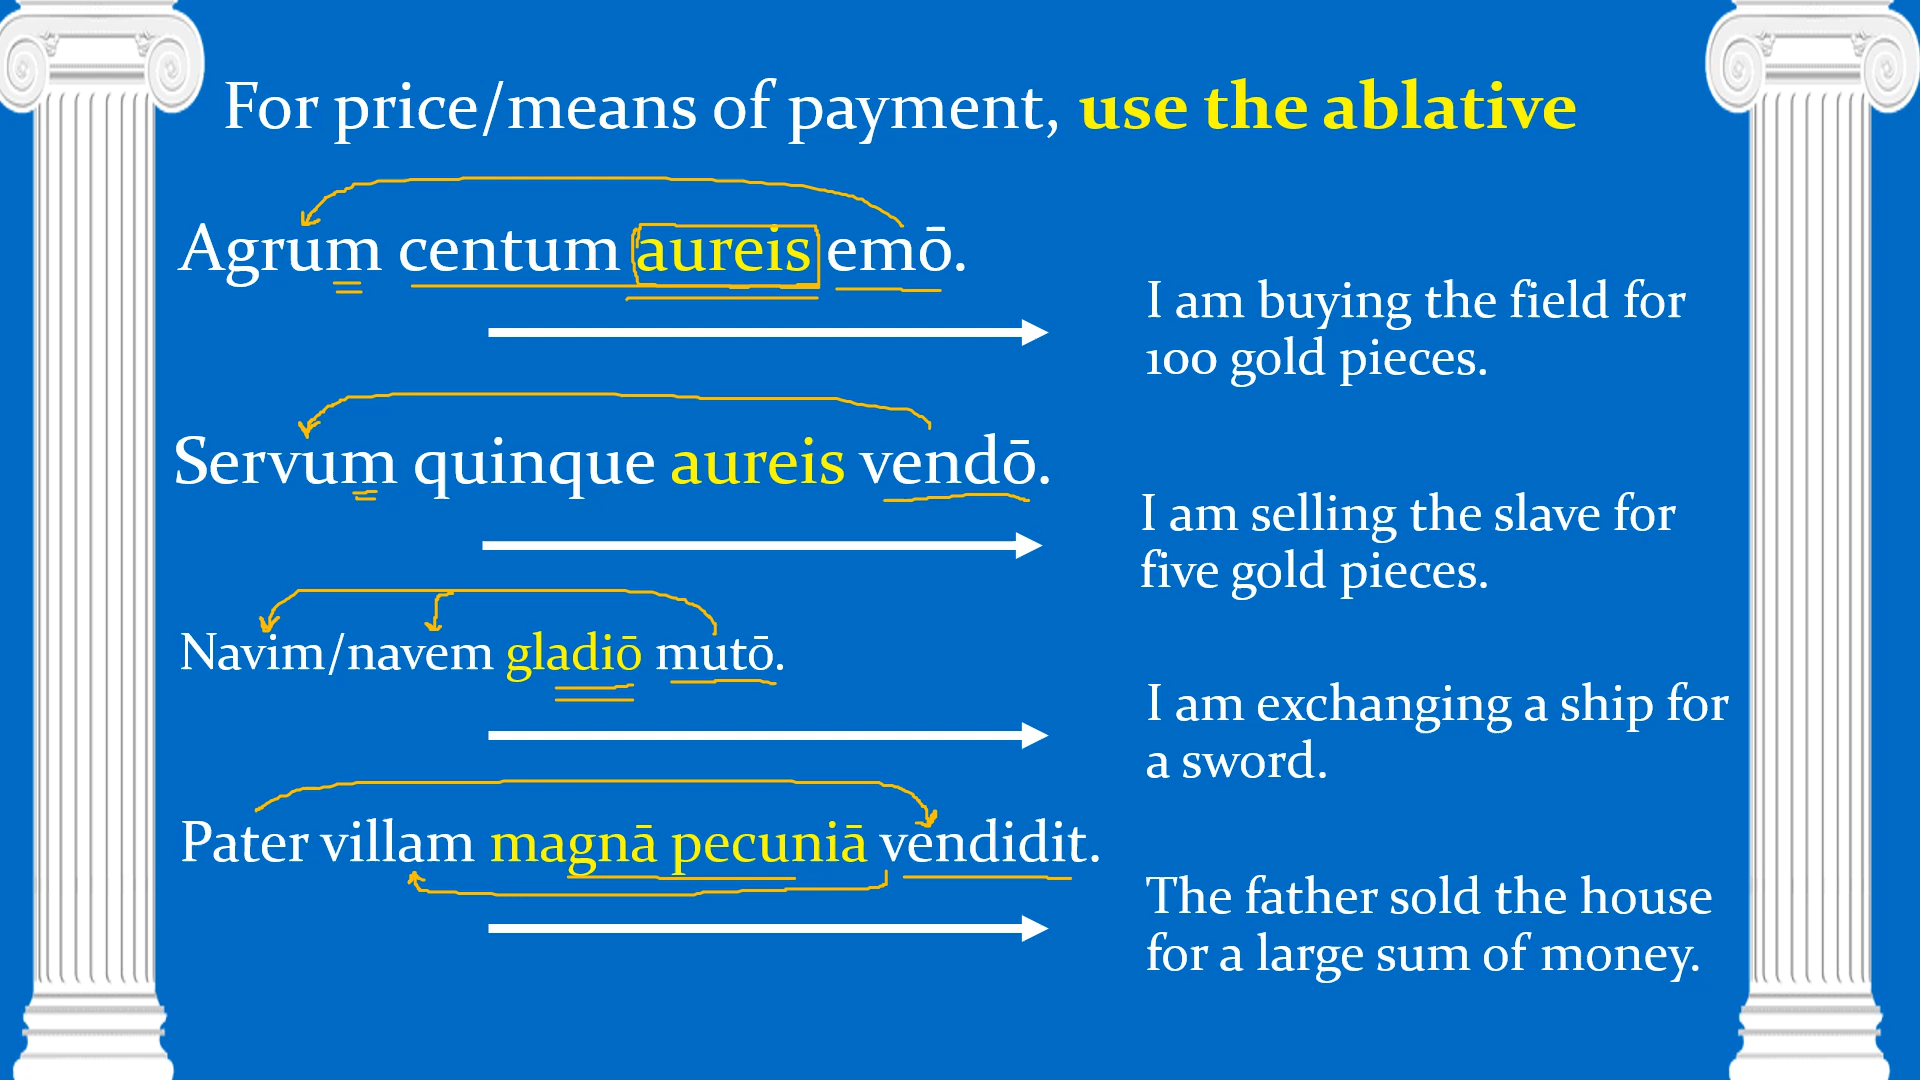 For price/means of payment, use the ablative
Agrum centum aureis emō.
I am buying the field for
100 gold pieces.
Servum quinque aureis vendō.
I am selling the slave for
five gold pieces.
Navim/navem gladiō mutō.
I am exchanging a ship for
a sword.
Pater villam magnā pecuniā vendidit.
The father sold the house
for a large sum of money.